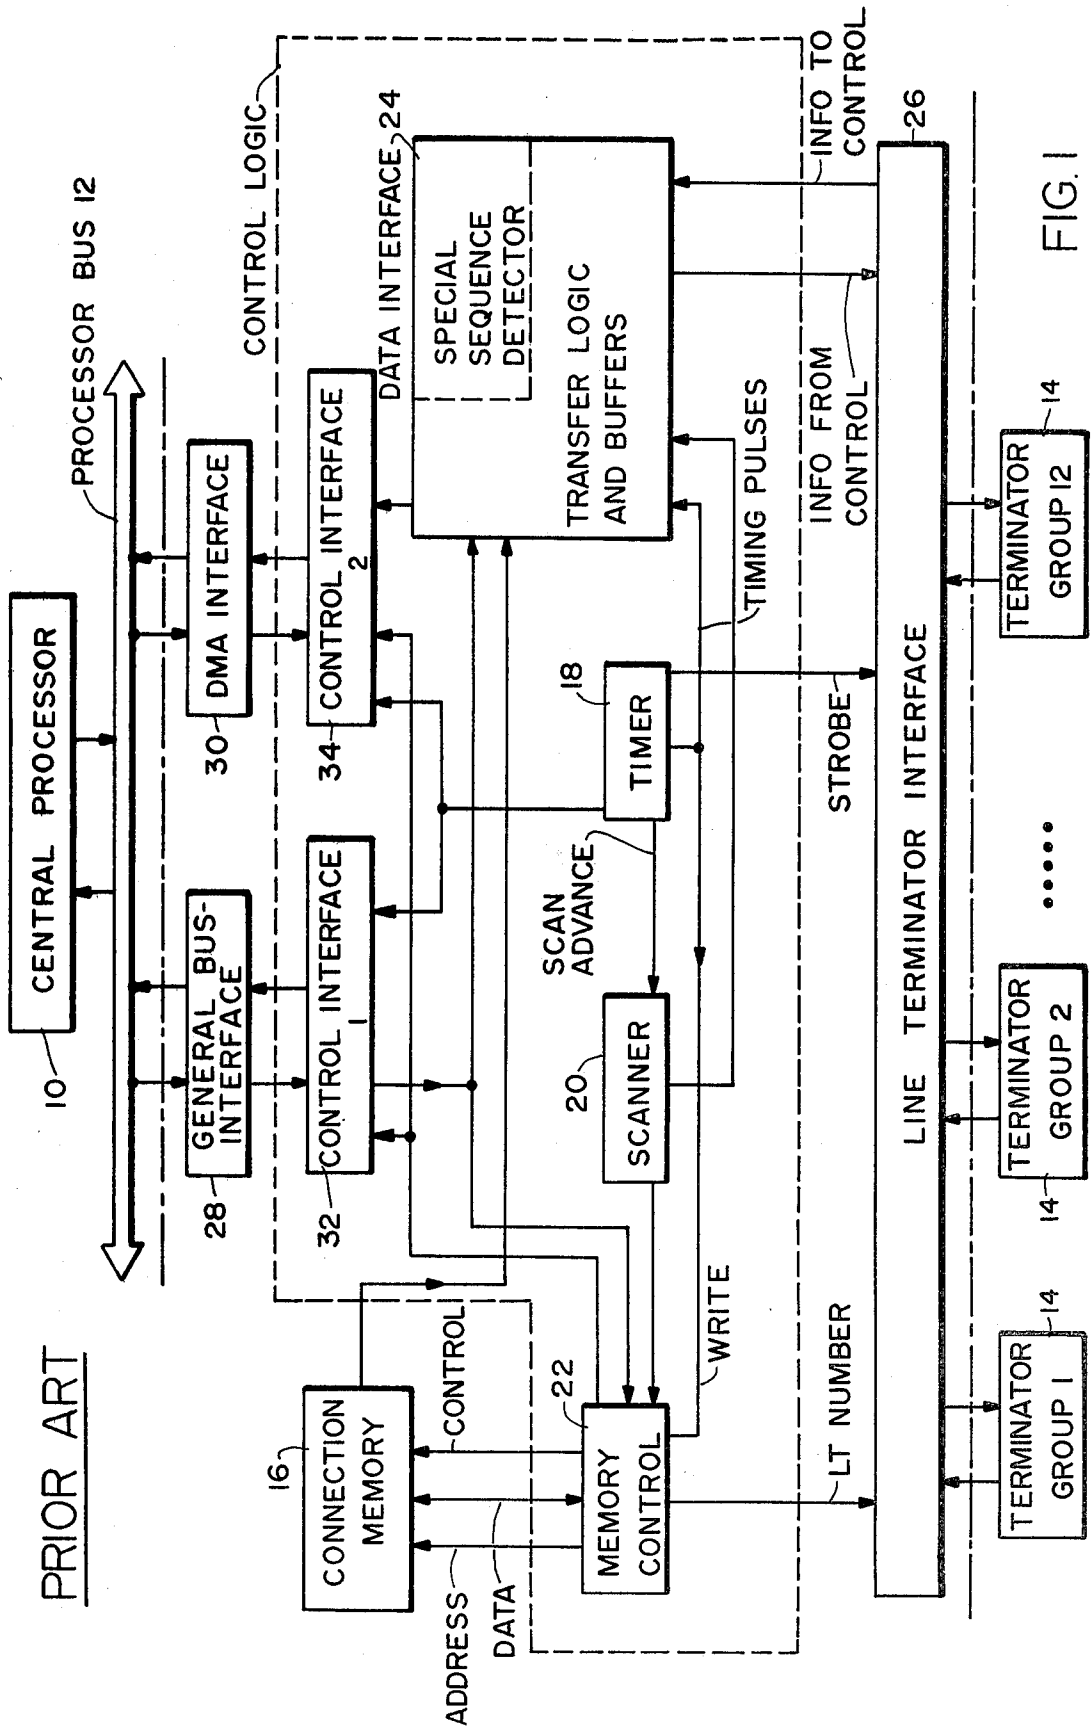 PRIOR ART
CENTRAL PROCESSOR
10
PROCESSOR BUS 12
GENERAL BUS-
INTERFACE
28
DMA INTERFACE
30
CONTROL LOGIC
CONNECTION
MEMORY
16
CONTROL INTERFACE
1
32
CONTROL INTERFACE
2
34
DATA INTERFACE 24
SPECIAL
SEQUENCE
DETECTOR
TRANSFER LOGIC
AND BUFFERS
ADDRESS
DATA
CONTROL
SCAN
ADVANCE
MEMORY
CONTROL
22
SCANNER
20
TIMER
18
WRITE
TIMING PULSES
LT NUMBER
STROBE
INFO FROM
CONTROL
INFO TO
CONTROL
LINE TERMINATOR INTERFACE
26
TERMINATOR
GROUP 1
14
TERMINATOR
GROUP 2
14
.....
TERMINATOR
GROUP 12
14
FIG. 1